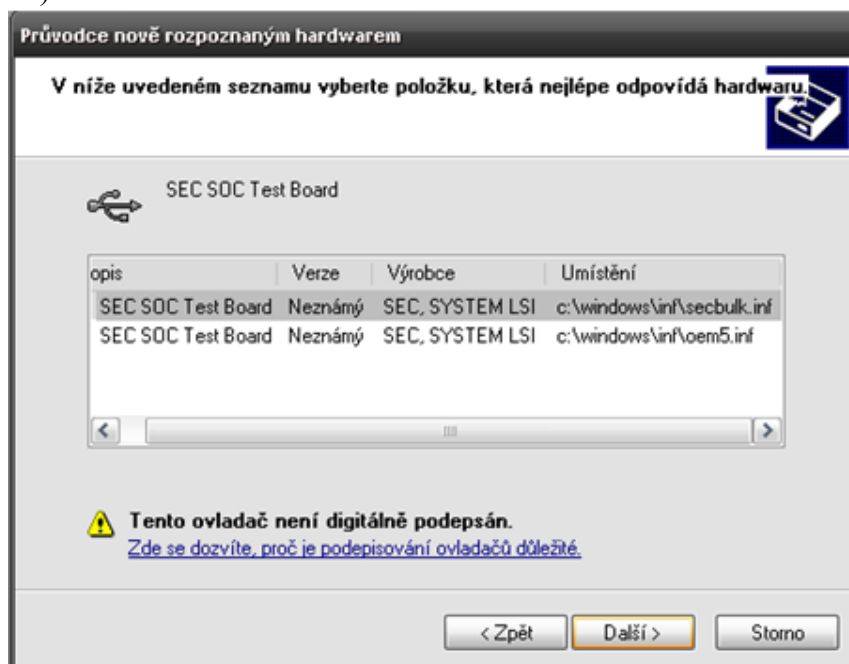 Průvodce nově rozpoznaným hardwarem
V níže uvedeném seznamu vyberte položku, která nejlépe odpovídá hardwaru.
SEC SOC Test Board
opis Verze Výrobce Umístění
SEC SOC Test Board Neznámý SEC, SYSTEM LSI c:\windows\inf\secbulk.inf
SEC SOC Test Board Neznámý SEC, SYSTEM LSI c:\windows\inf\oem5.inf
Tento ovladač není digitálně podepsán.
Zde se dozvíte, proč je podepisování ovladačů důležité.
< Zpět Další > Storno